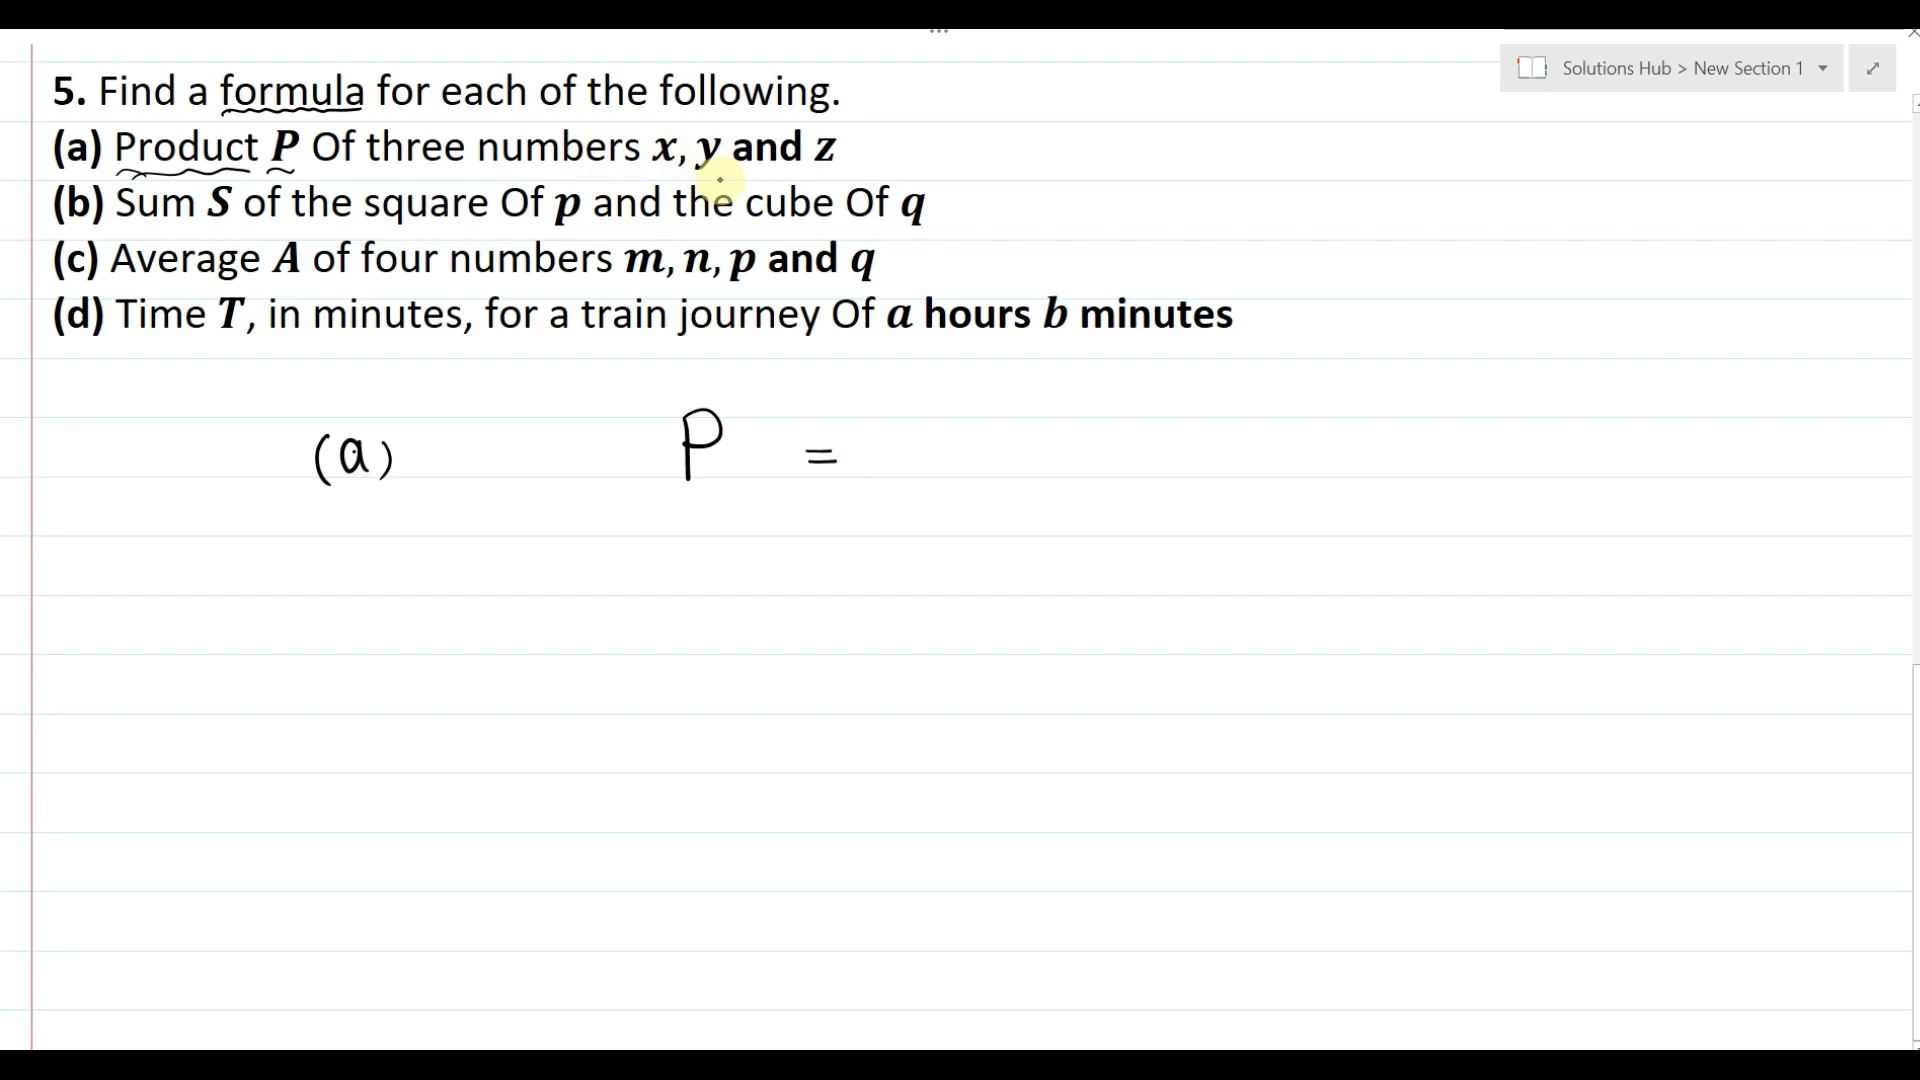 Solutions Hub > New Section 1
5. Find a formula for each of the following.
(a) Product P Of three numbers x, y and z
(b) Sum S of the square Of p and the cube Of q
(c) Average A of four numbers m, n, p and q
(d) Time T, in minutes, for a train journey Of a hours b minutes
(a) P =